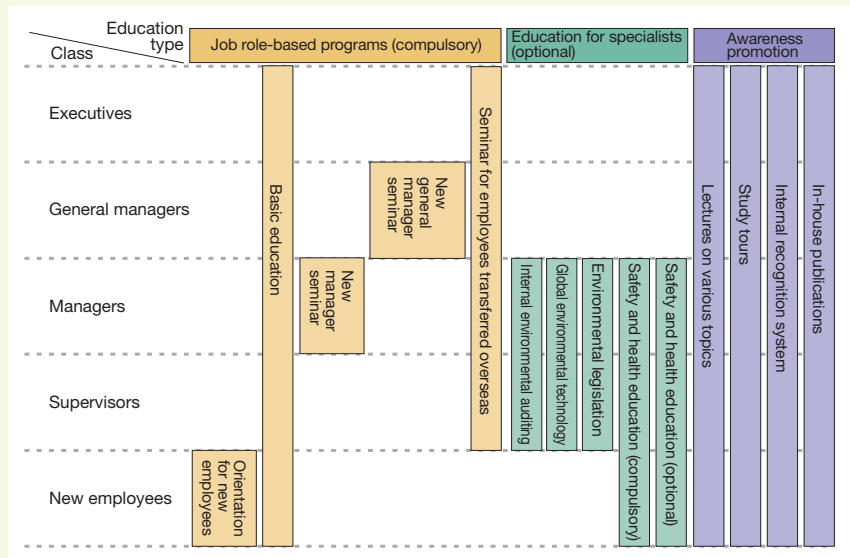 Education
type
Class
Job role-based programs (compulsory)
Education for specialists
(optional)
Awareness
promotion
Executives
General managers
Managers
Supervisors
New employees
Orientation
for new
employees
Basic education
New
manager
seminar
New
general
manager
seminar
Seminar for employees transferred overseas
Internal environmental auditing
Global environmental technology
Environmental legislation
Safety and health education (compulsory)
Safety and health education (optional)
Lectures on various topics
Study tours
Internal recognition system
In-house publications